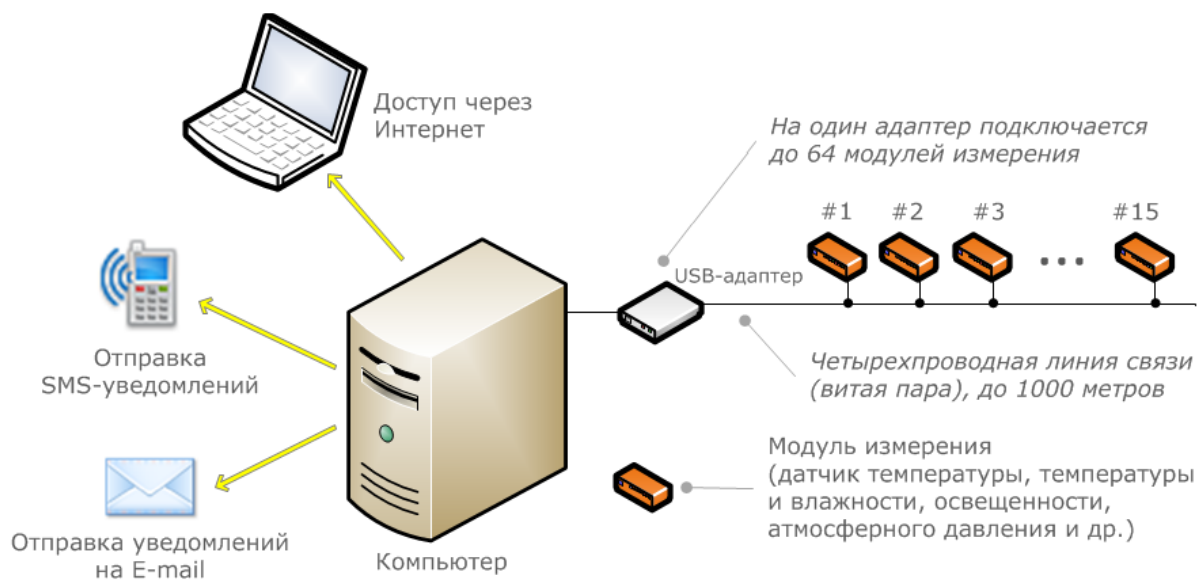 Доступ через
Интернет
На один адаптер подключается
до 64 модулей измерения
#1
#2
#3
#15
USB-адаптер
Отправка
SMS-уведомлений
Четырехпроводная линия связи
(витая пара), до 1000 метров
Модуль измерения
(датчик температуры, температуры
и влажности, освещенности,
атмосферного давления и др.)
Отправка уведомлений
на E-mail
Компьютер